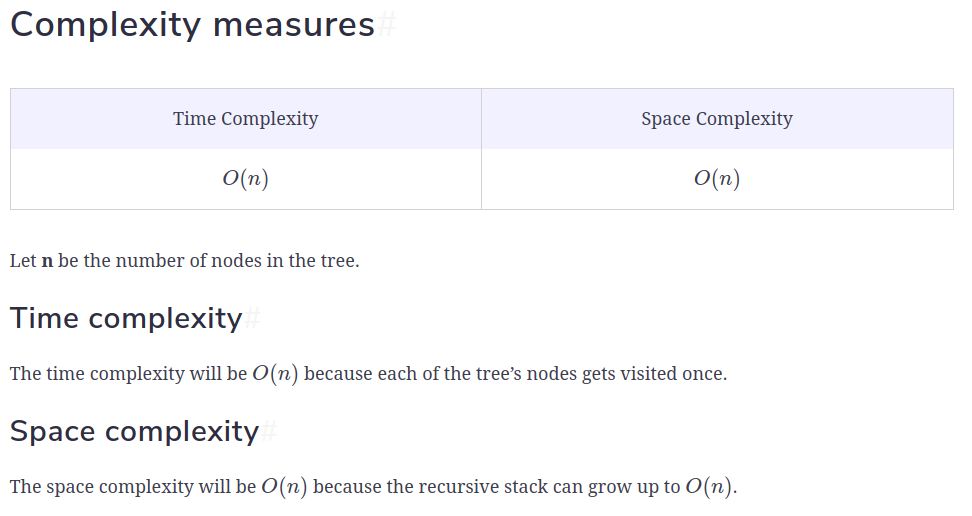 Complexity measures#
Time Complexity Space Complexity
O(n) O(n)
Let n be the number of nodes in the tree.
Time complexity#
The time complexity will be O(n) because each of the tree’s nodes gets visited once.
Space complexity#
The space complexity will be O(n) because the recursive stack can grow up to O(n).